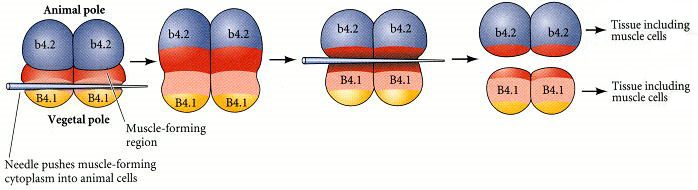 Animal pole
b4.2 b4.2
B4.1 B4.1
Vegetal pole
Muscle-forming
region
Needle pushes muscle-forming
cytoplasm into animal cells
b4.2 b4.2
B4.1 B4.1
b4.2 b4.2
B4.1 B4.1
b4.2 b4.2
Tissue including
muscle cells
B4.1 B4.1
Tissue including
muscle cells